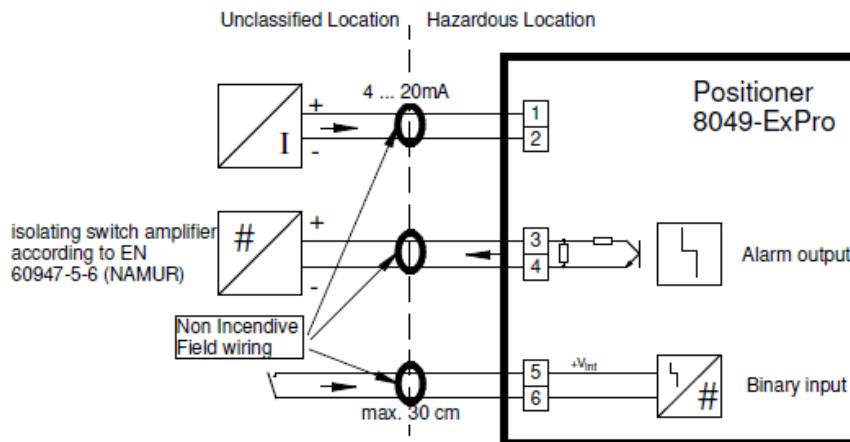 Unclassified Location Hazardous Location
4 ... 20mA
+
I
-
1
2
Positioner
8049-ExPro
isolating switch amplifier
according to EN
60947-5-6 (NAMUR)
#
+
-
3
4
Alarm output
Non Incendive
Field wiring
5
6
+Vint
#
Binary input
max. 30 cm